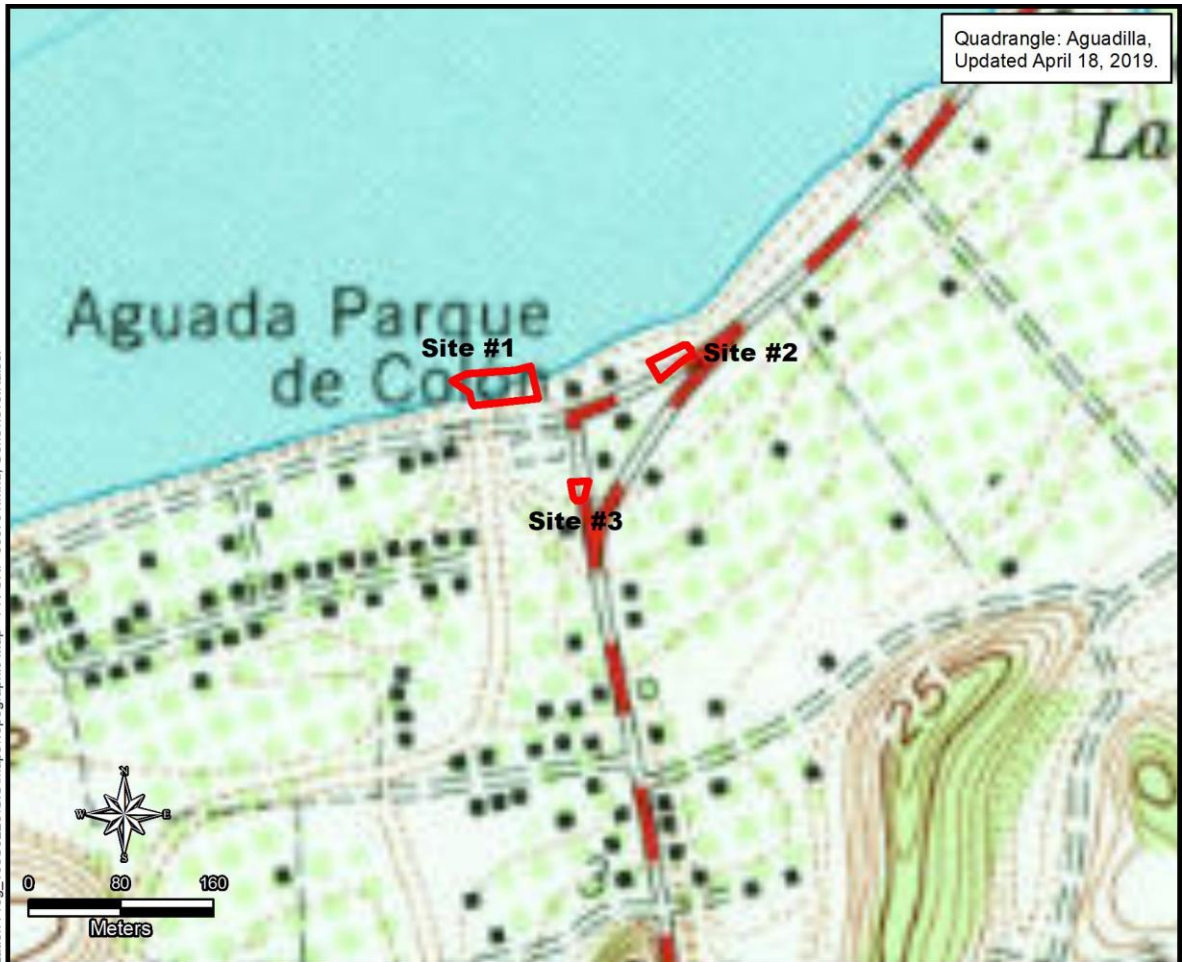 Quadrangle: Aguadilla,
Updated April 18, 2019.
La
Aguada Parque
de Colon
Site #1
Site #2
Site #3
25
N
W E
S
0 80 160
Meters